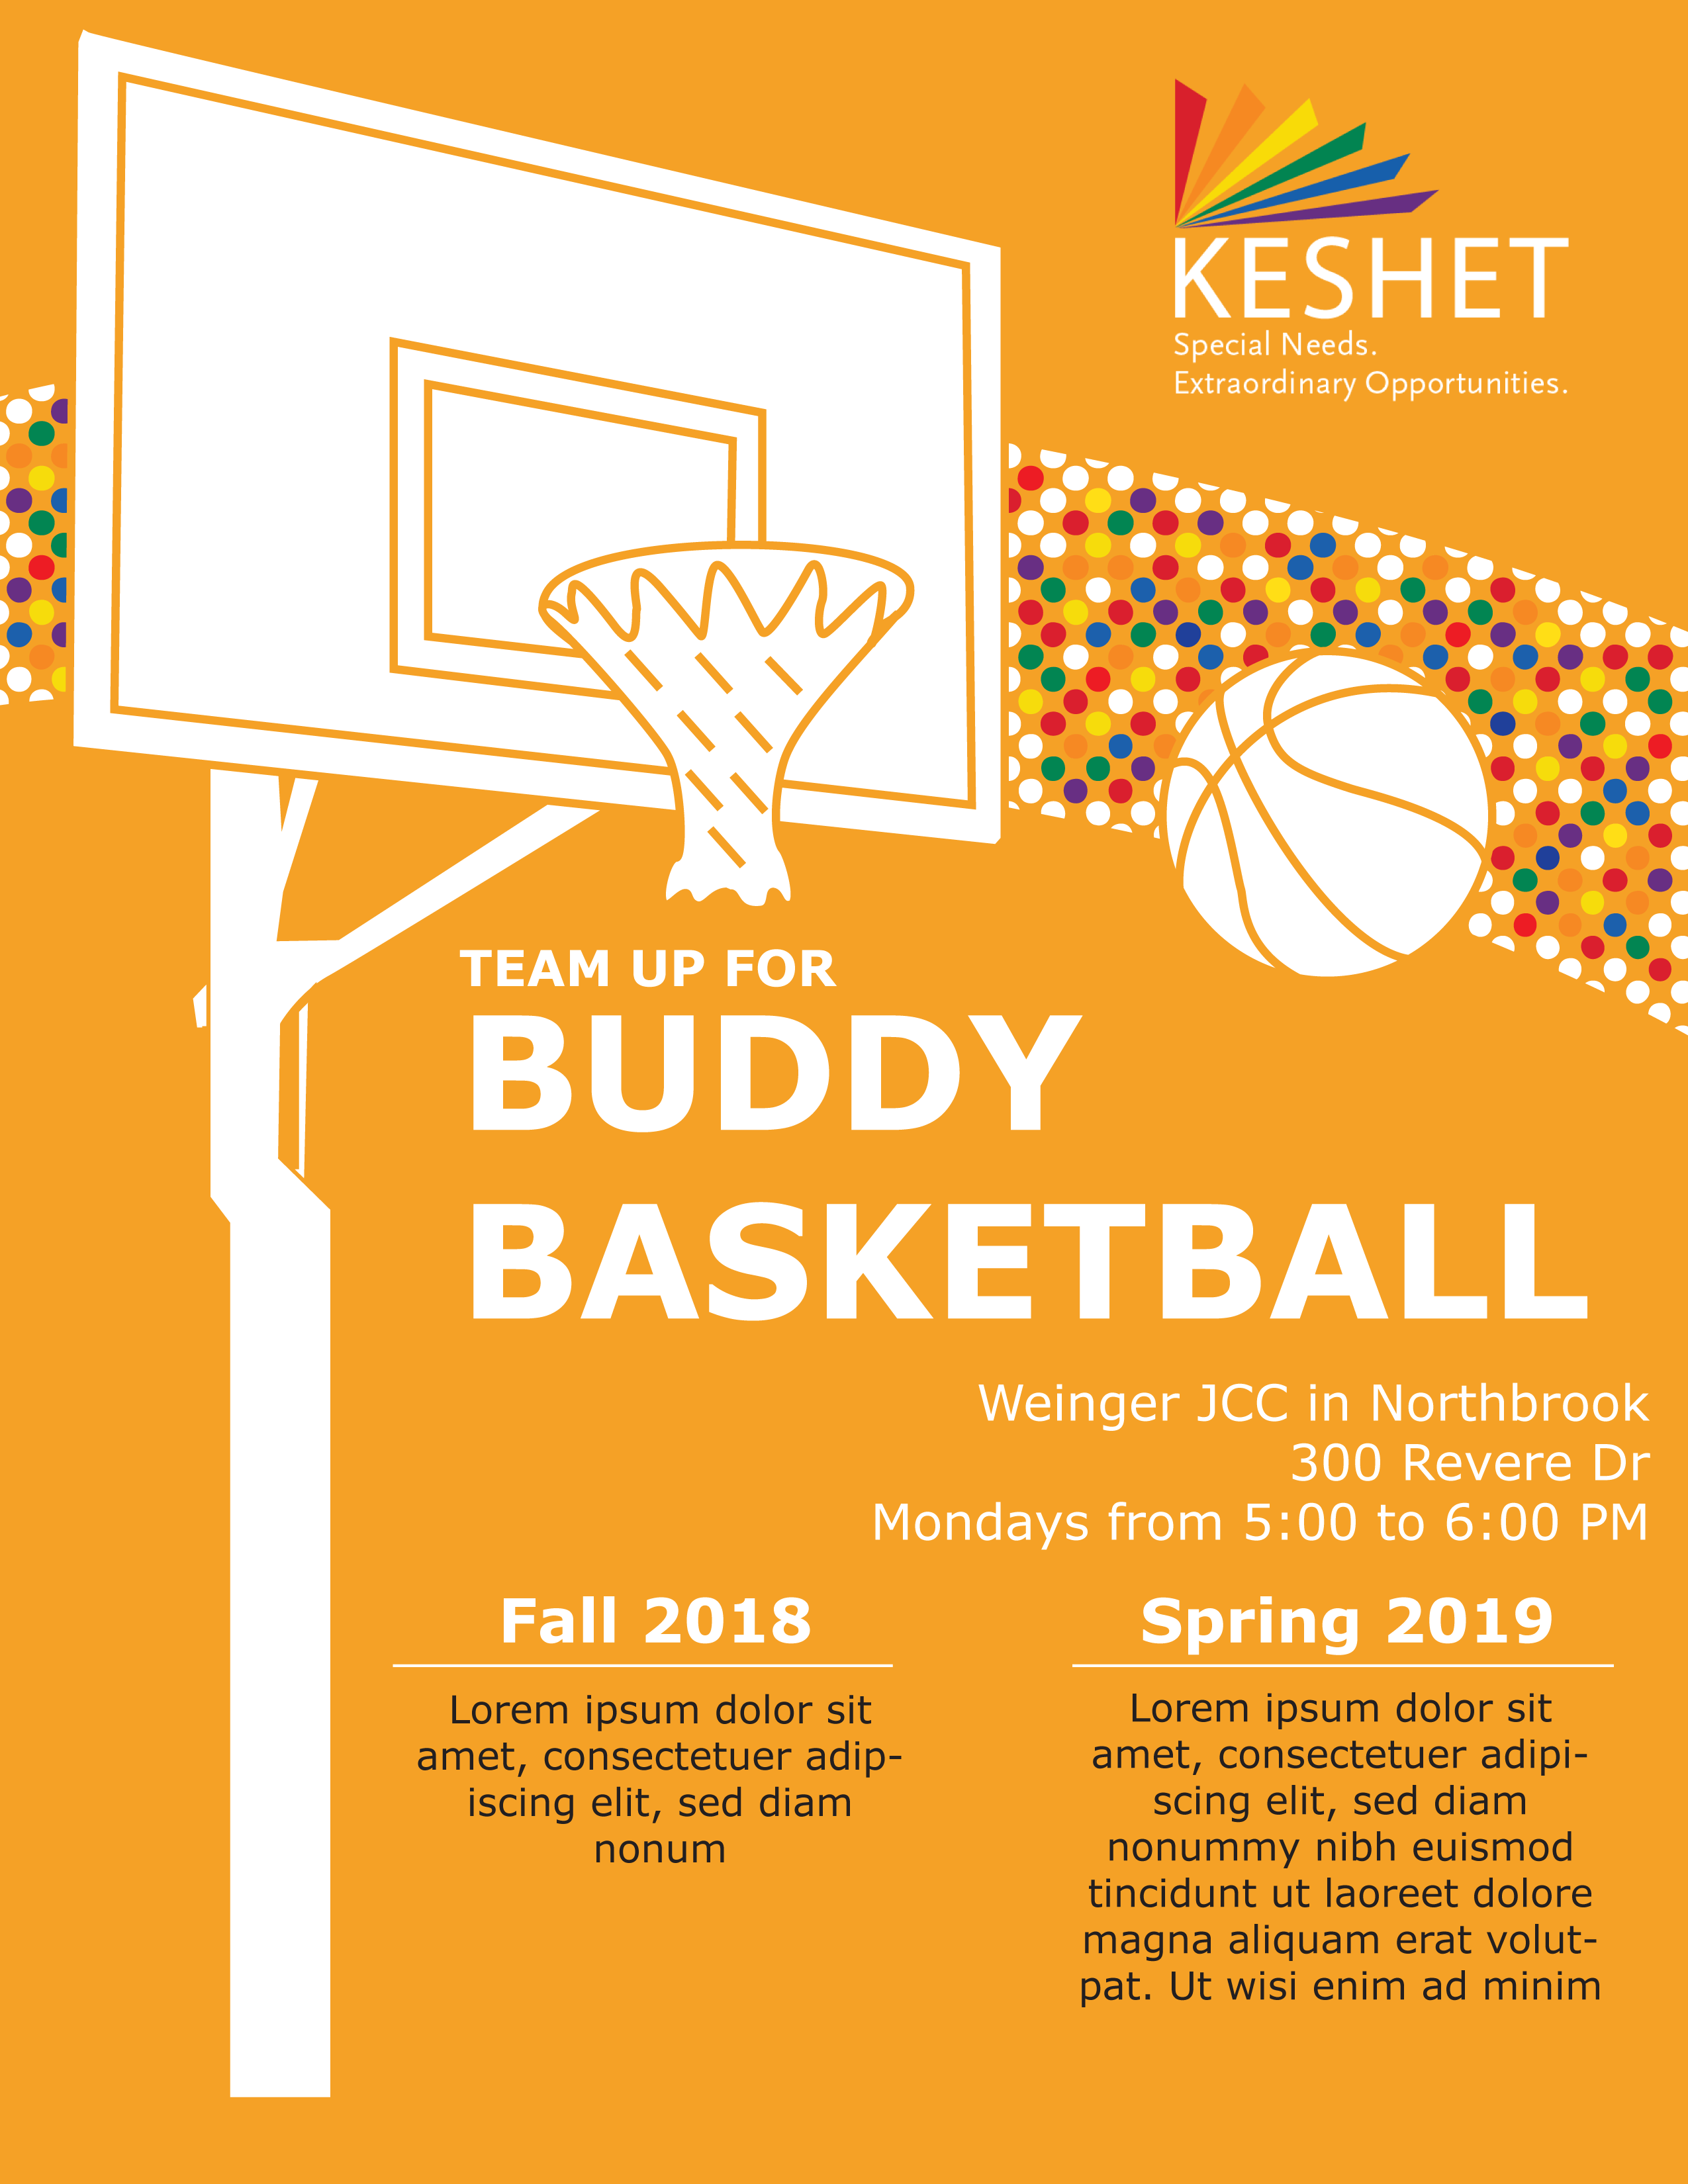 KESHET
Special Needs.
Extraordinary Opportunities.
TEAM UP FOR
BUDDY
BASKETBALL
Weinger JCC in Northbrook
300 Revere Dr
Mondays from 5:00 to 6:00 PM
Fall 2018
Lorem ipsum dolor sit
amet, consectetuer adip-
iscing elit, sed diam
nonum
Spring 2019
Lorem ipsum dolor sit
amet, consectetuer adipi-
scing elit, sed diam
nonummy nibh euismod
tincidunt ut laoreet dolore
magna aliquam erat volut-
pat. Ut wisi enim ad minim